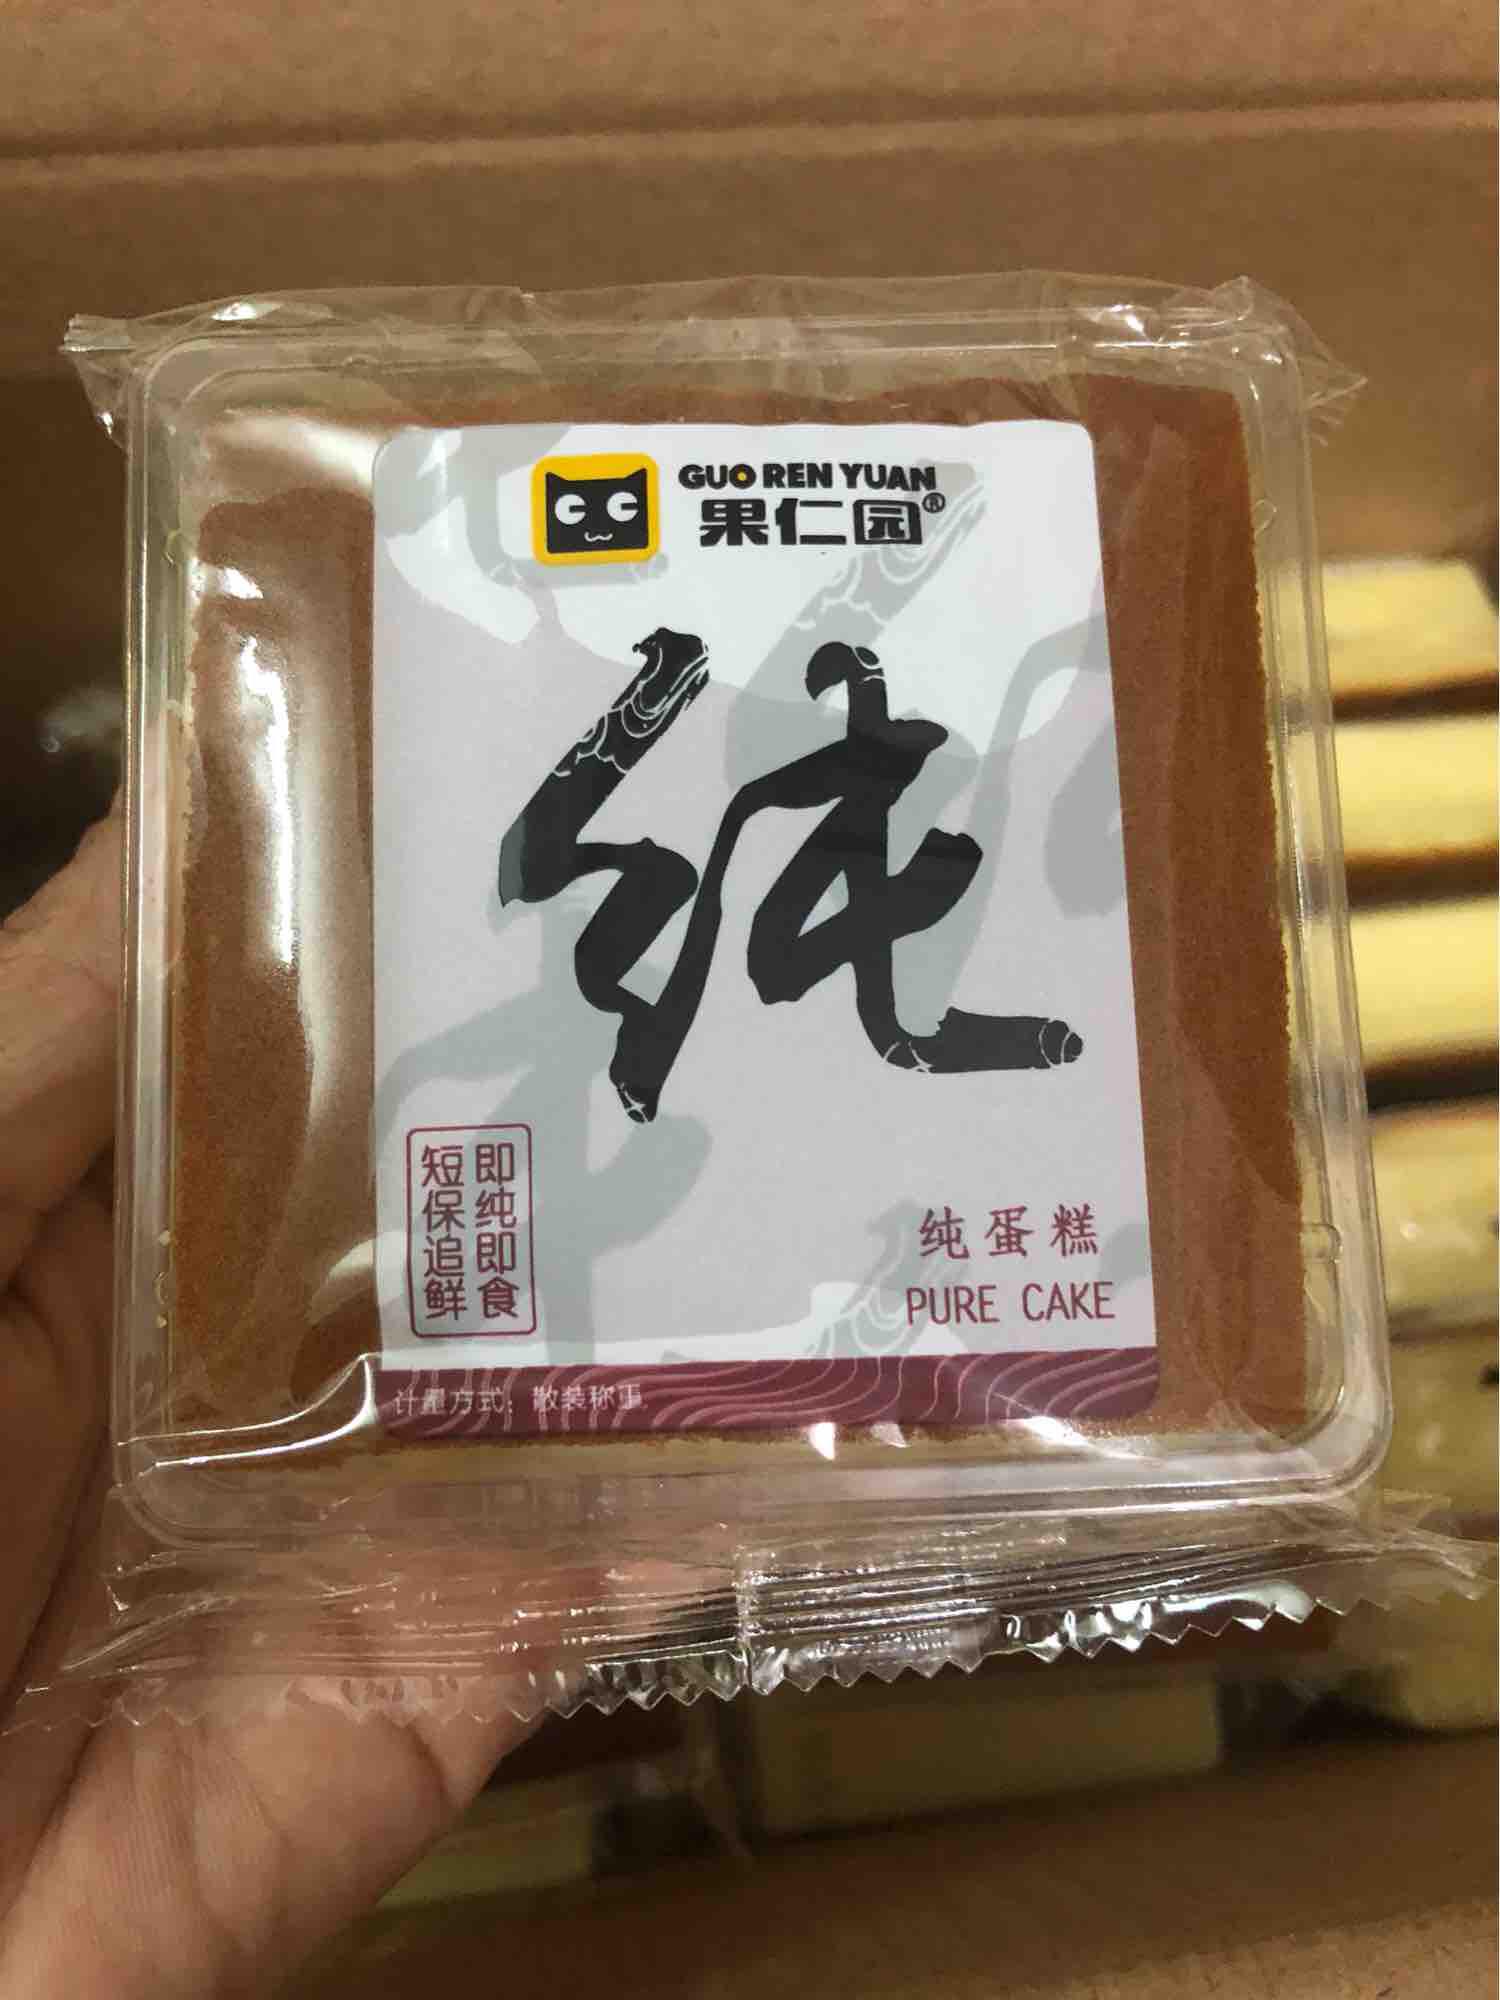 GUO REN YUAN
果仁园®
纯
即纯即食
短保追鲜
纯蛋糕
PURE CAKE
计量方式：散装称重